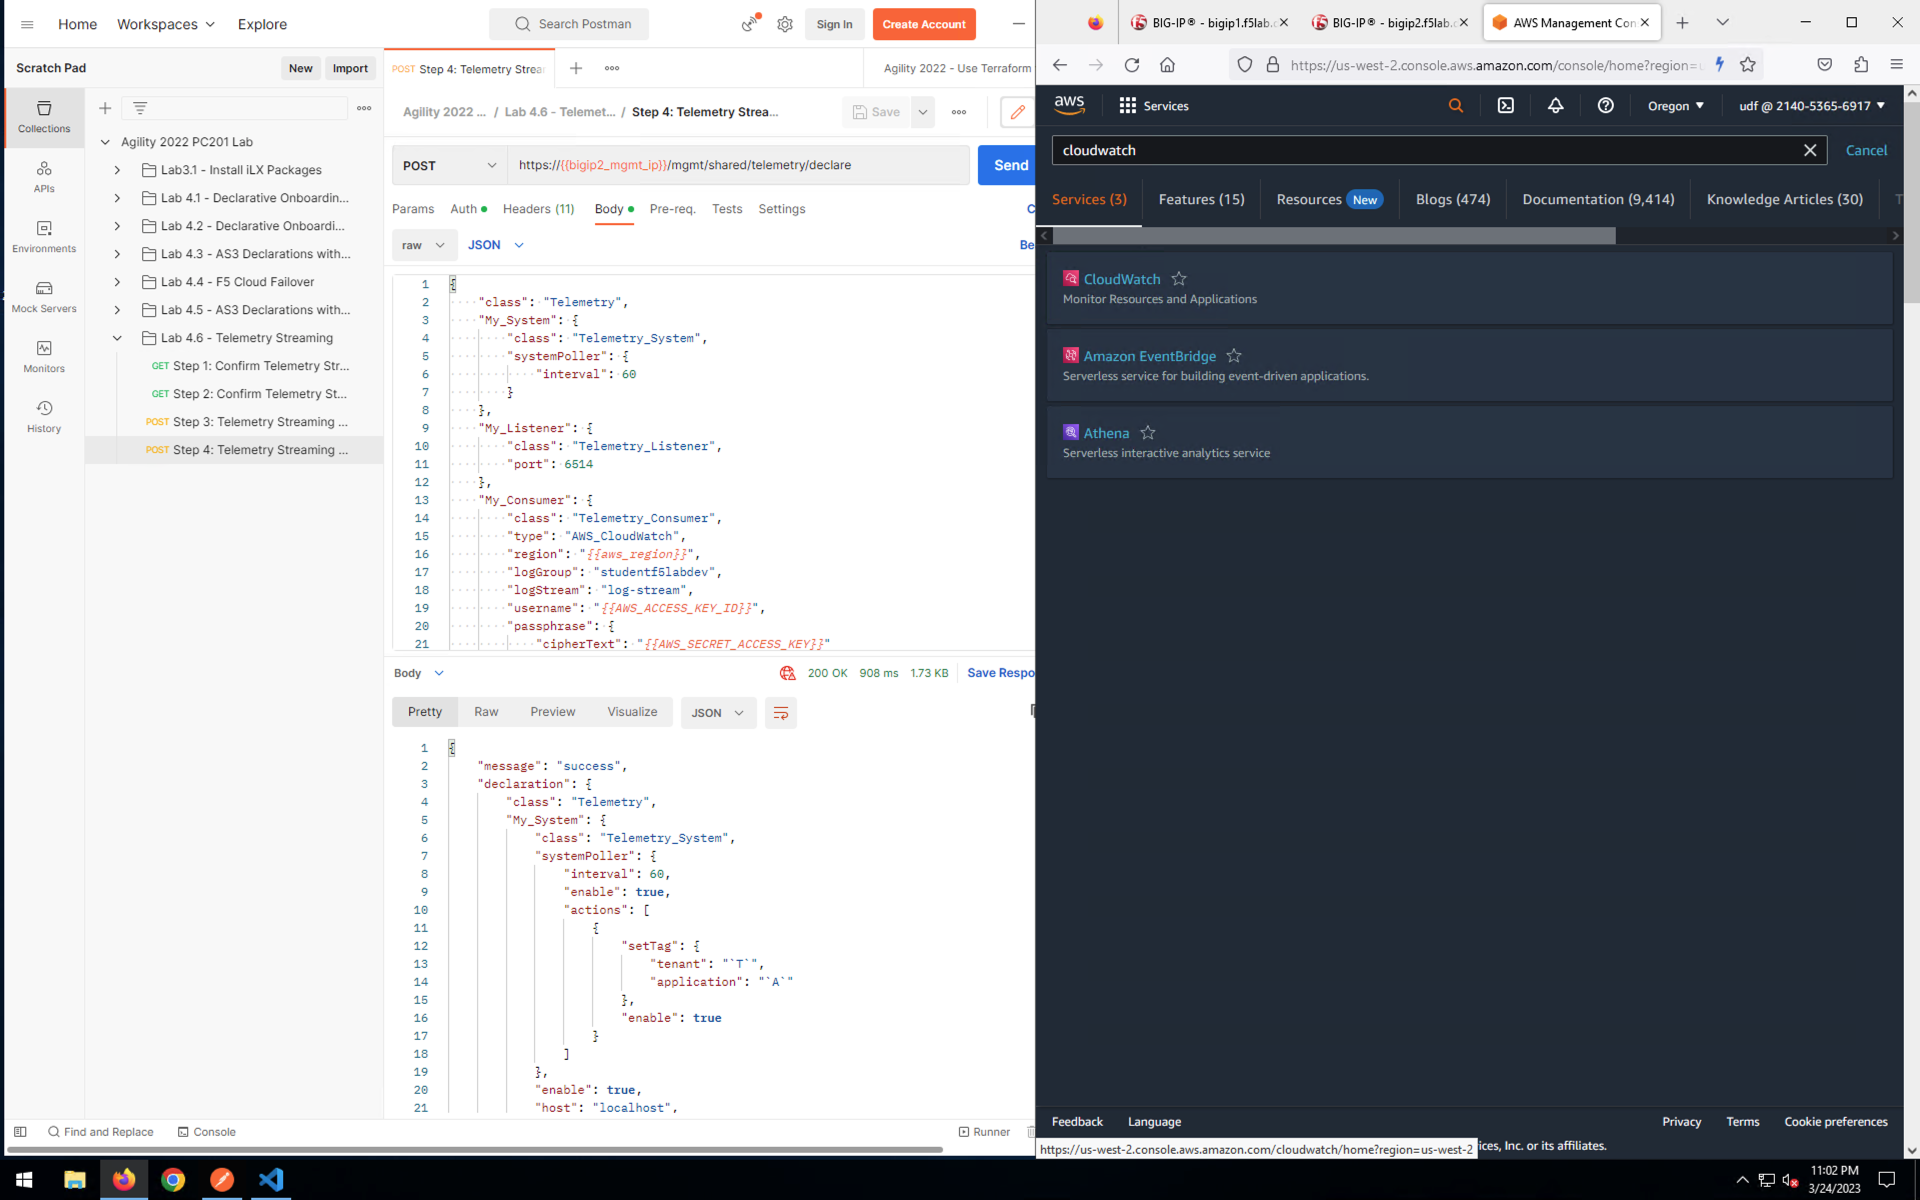 Home
Workspaces
Explore
Search Postman
Sign In
Create Account
Scratch Pad
New
Import
POST Step 4: Telemetry Strea
Agility 2022 - Use Terraform
Collections
APIs
Environments
Mock Servers
Monitors
History
Agility 2022 PC201 Lab
Lab3.1 - Install iLX Packages
Lab 4.1 - Declarative Onboardin...
Lab 4.2 - Declarative Onboardi...
Lab 4.3 - AS3 Declarations with...
Lab 4.4 - F5 Cloud Failover
Lab 4.5 - AS3 Declarations with...
Lab 4.6 - Telemetry Streaming
GET Step 1: Confirm Telemetry Str...
GET Step 2: Confirm Telemetry St...
POST Step 3: Telemetry Streaming ...
POST Step 4: Telemetry Streaming ...
Agility 2022 ... / Lab 4.6 - Telemet... / Step 4: Telemetry Strea...
Save
POST
https://{{bigip2_mgmt_ip}}/mgmt/shared/telemetry/declare
Send
Params Auth Headers (11) Body Pre-req. Tests Settings
C
raw
JSON
Be
1 {
2 "class": "Telemetry",
3 "My_System": {
4 "class": "Telemetry_System",
5 "systemPoller": {
6 "interval": 60
7 }
8 },
9 "My_Listener": {
10 "class": "Telemetry_Listener",
11 "port": 6514
12 },
13 "My_Consumer": {
14 "class": "Telemetry_Consumer",
15 "type": "AWS_CloudWatch",
16 "region": "{{aws_region}}",
17 "logGroup": "studentf5labdev",
18 "logStream": "log-stream",
19 "username": "{{AWS_ACCESS_KEY_ID}}",
20 "passphrase": {
21 "cipherText": "{{AWS_SECRET_ACCESS_KEY}}"
Body
200 OK 908 ms 1.73 KB Save Respo
Pretty Raw Preview Visualize JSON
1 {
2 "message": "success",
3 "declaration": {
4 "class": "Telemetry",
5 "My_System": {
6 "class": "Telemetry_System",
7 "systemPoller": {
8 "interval": 60,
9 "enable": true,
10 "actions": [
11 {
12 "setTag": {
13 "tenant": "`T`",
14 "application": "`A`"
15 },
16 "enable": true
17 }
18 ]
19 },
20 "enable": true,
21 "host": "localhost",
Find and Replace
Console
Runner
BIG-IP® - bigip1.f5lab.c
BIG-IP® - bigip2.f5lab.c
AWS Management Con
https://us-west-2.console.aws.amazon.com/console/home?region=u
aws
Services
Oregon
udf @ 2140-5365-6917
cloudwatch
Cancel
Services (3)
Features (15)
Resources New
Blogs (474)
Documentation (9,414)
Knowledge Articles (30)
T
CloudWatch
Monitor Resources and Applications
Amazon EventBridge
Serverless service for building event-driven applications.
Athena
Serverless interactive analytics service
Feedback
Language
Privacy
Terms
Cookie preferences
https://us-west-2.console.aws.amazon.com/cloudwatch/home?region=us-west-2
ices, Inc. or its affiliates.
11:02 PM
3/24/2023